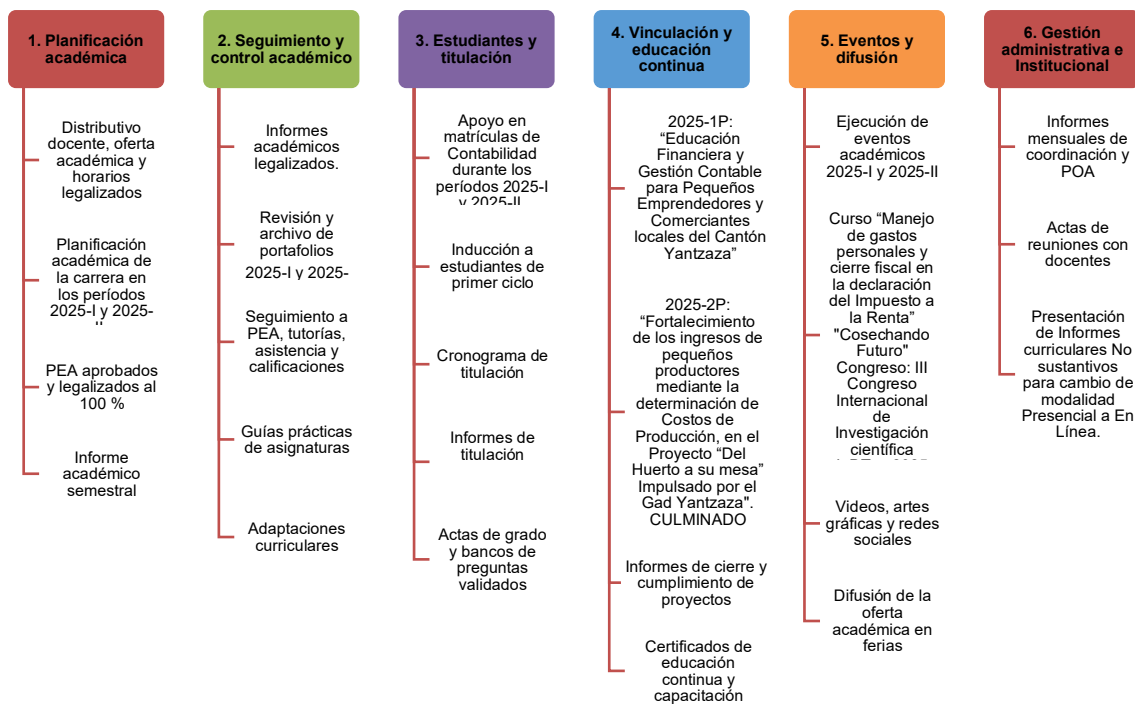 1. Planificación
académica
Distributivo
docente, oferta
académica y
horarios
legalizados
Planificación
académica de
la carrera en
los períodos
2025-I y 2025-
PEA aprobados
y legalizados al
100 %
Informe
académico
semestral
2. Seguimiento y
control académico
Informes
académicos
legalizados.
Revisión y
archivo de
portafolios
2025-I y 2025-
Seguimiento a
PEA, tutorías,
asistencia y
calificaciones
Guías prácticas
de asignaturas
Adaptaciones
curriculares
3. Estudiantes y
titulación
Apoyo en
matrículas de
Contabilidad
durante los
períodos 2025-I
y 2025-II
Inducción a
estudiantes de
primer ciclo
Cronograma de
titulación
Informes de
titulación
Actas de grado
y bancos de
preguntas
validados
4. Vinculación y
educación
continua
2025-1P:
“Educación
Financiera y
Gestión Contable
para Pequeños
Emprendedores y
Comerciantes
locales del Cantón
Yantzaza”
2025-2P:
“Fortalecimiento
de los ingresos de
pequeños
productores
mediante la
determinación de
Costos de
Producción, en el
Proyecto “Del
Huerto a su mesa”
Impulsado por el
Gad Yantzaza".
CULMINADO
Informes de cierre y
cumplimiento de
proyectos
Certificados de
educación
continua y
capacitación
5. Eventos y
difusión
Ejecución de
eventos
académicos
2025-I y 2025-II
Curso “Manejo
de gastos
personales y
cierre fiscal en
la declaración
del Impuesto a
la Renta”
"Cosechando
Futuro"
Congreso: III
Congreso
Internacional
de
Investigación
científica
Videos, artes
gráficas y redes
sociales
Difusión de la
oferta
académica en
ferias
6. Gestión
administrativa e
Institucional
Informes
mensuales de
coordinación y
POA
Actas de
reuniones con
docentes
Presentación
de Informes
curriculares No
sustantivos
para cambio de
modalidad
Presencial a En
Línea.